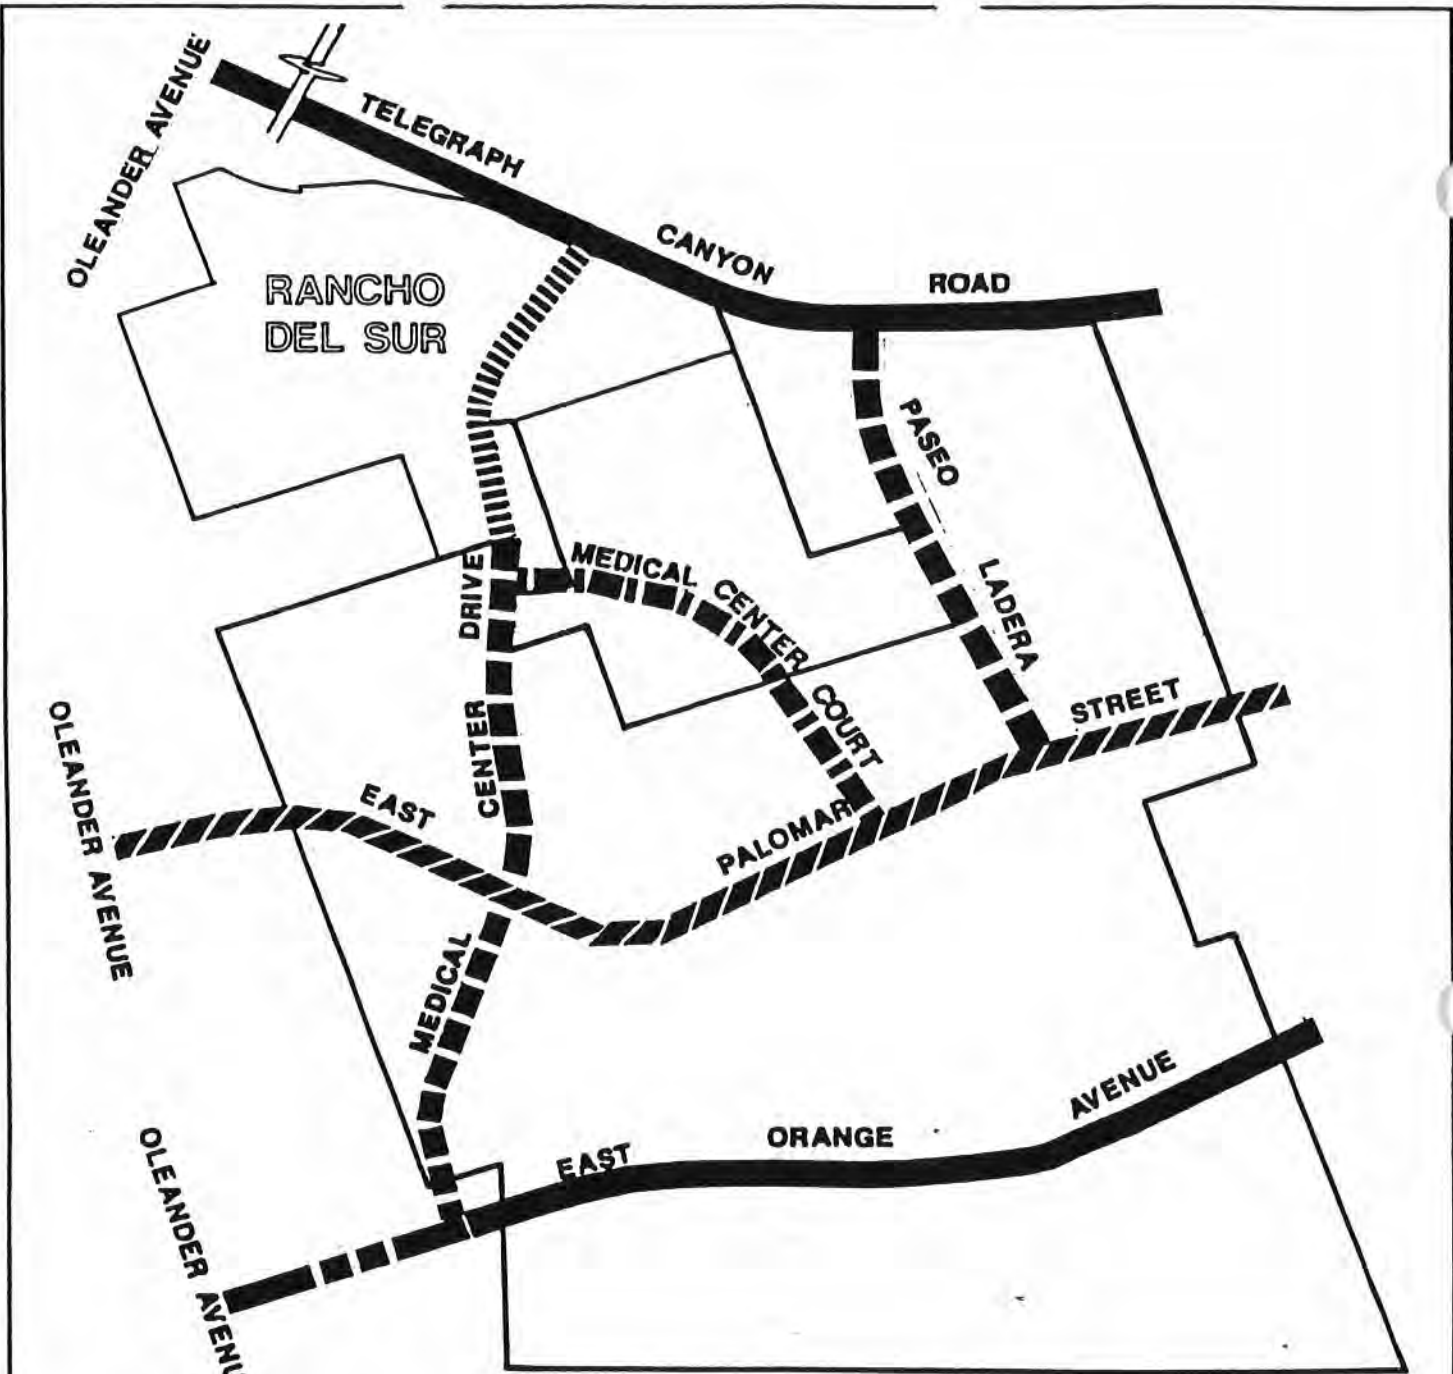 OLEANDER AVENUE
TELEGRAPH
CANYON
ROAD
RANCHO
DEL SUR
PASEO
LADERA
MEDICAL CENTER COURT
STREET
OLEANDER AVENUE
EAST
PALOMAR
MEDICAL CENTER DRIVE
EAST
ORANGE
AVENUE
OLEANDER AVENU